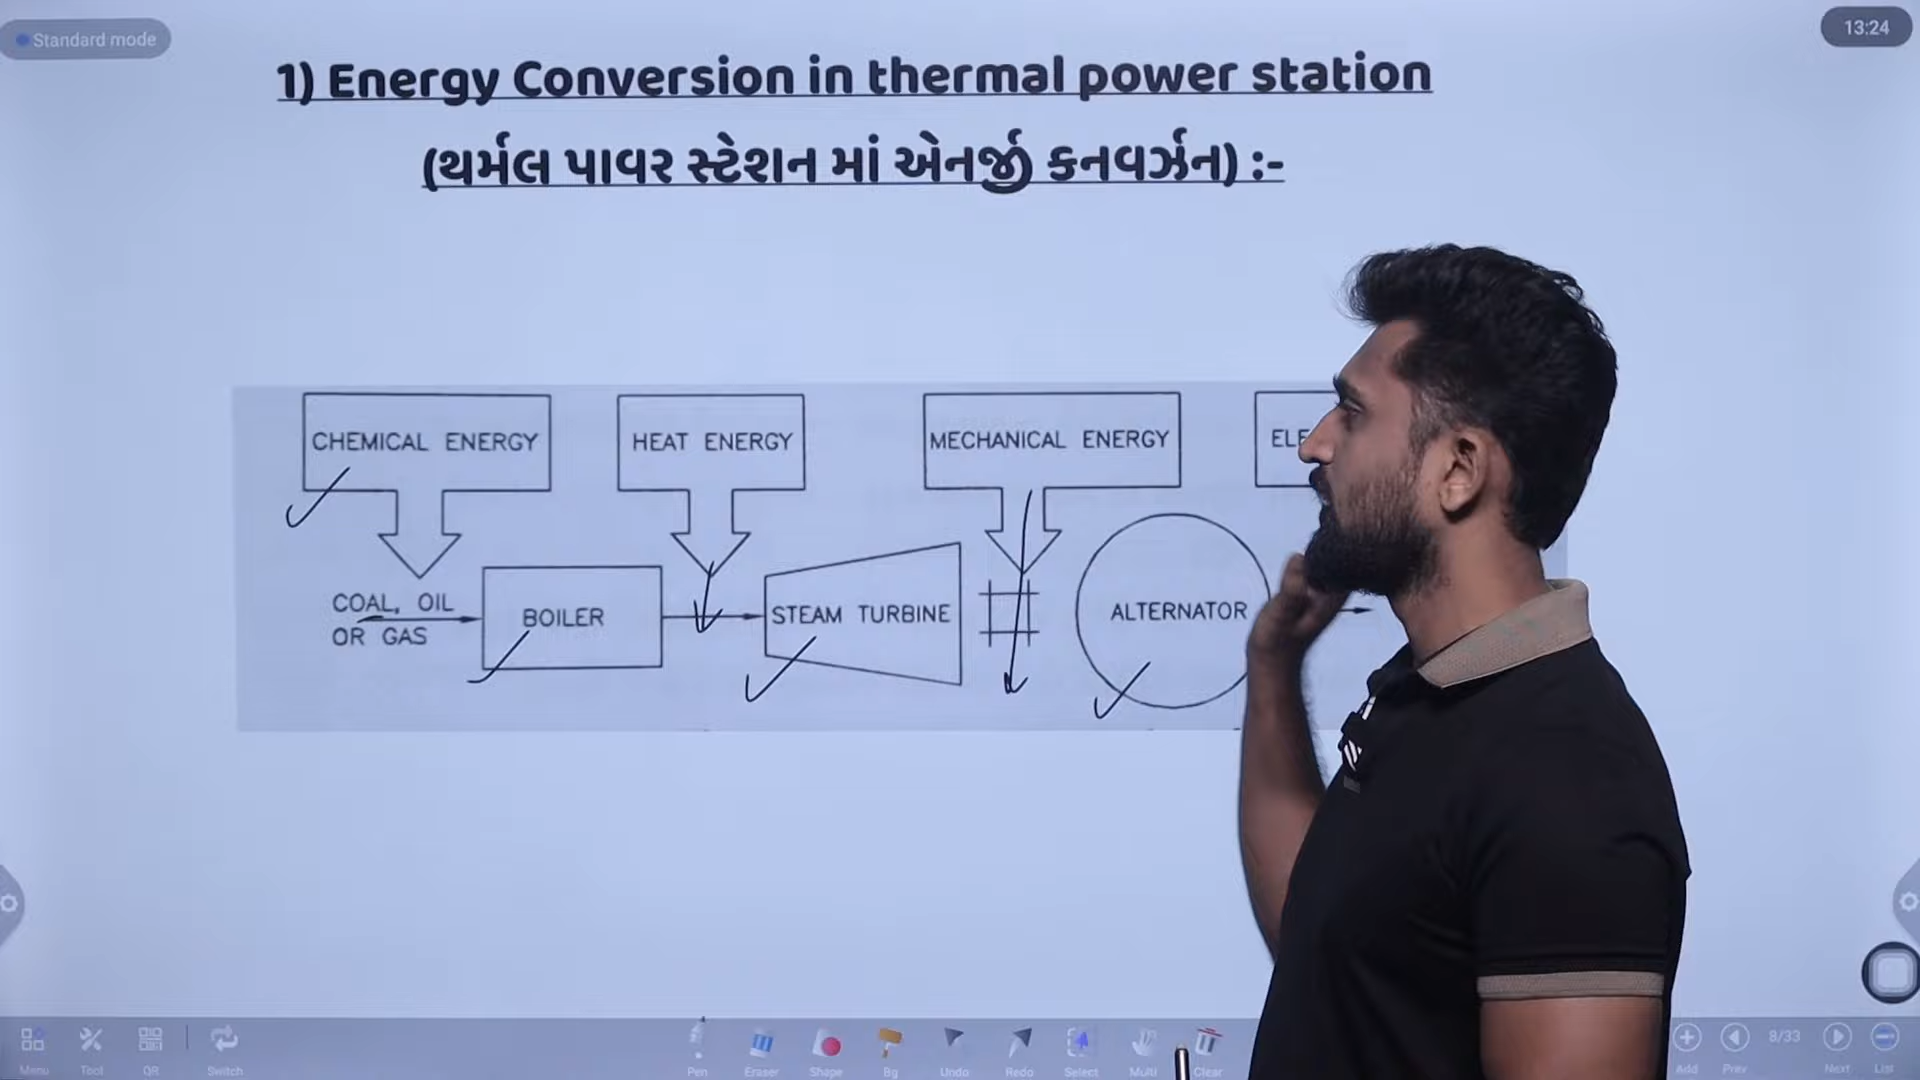 Standard mode
13:24
1) Energy Conversion in thermal power station
(થર્મલ પાવર સ્ટેશન માં એનર્જી કનવર્ઝન) :-
CHEMICAL ENERGY
HEAT ENERGY
MECHANICAL ENERGY
ELE
COAL, OIL
OR GAS
BOILER
STEAM TURBINE
ALTERNATOR
Menu Tool QR Switch Pen Eraser Shape Bg Undo Redo Select Multi Clear Add Prev 8/33 Next List